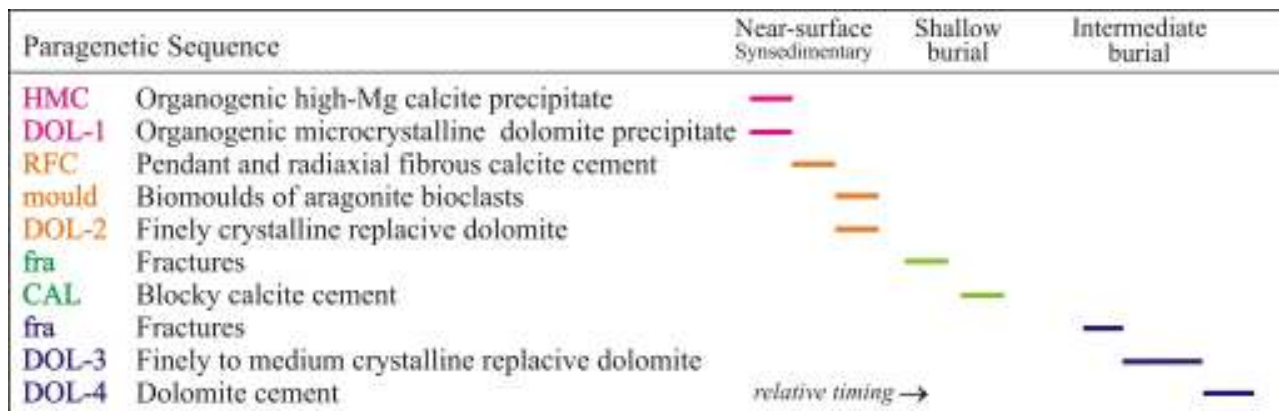 Paragenetic Sequence Near-surface Synsedimentary Shallow burial Intermediate burial
HMC Organogenic high-Mg calcite precipitate
DOL-1 Organogenic microcrystalline dolomite precipitate
RFC Pendant and radiaxial fibrous calcite cement
mould Biomoulds of aragonite bioclasts
DOL-2 Finely crystalline replacive dolomite
fra Fractures
CAL Blocky calcite cement
fra Fractures
DOL-3 Finely to medium crystalline replacive dolomite
DOL-4 Dolomite cement relative timing →